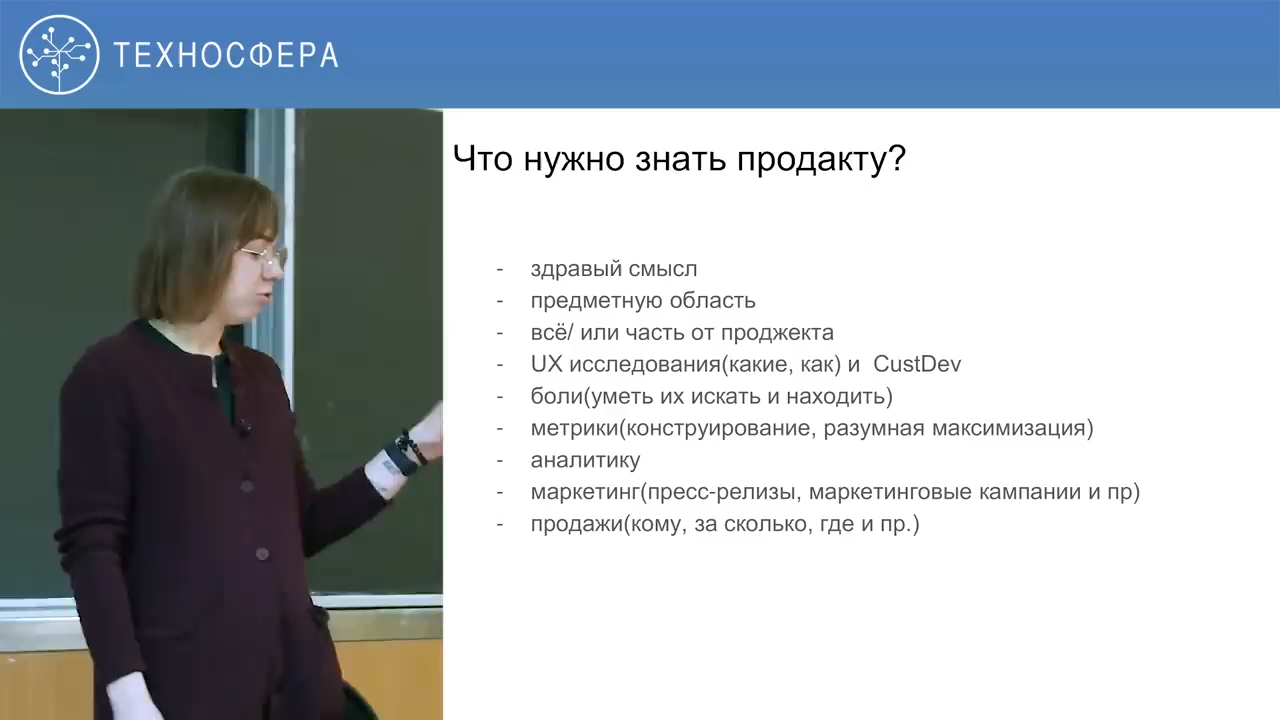 ТЕХНОСФЕРА
Что нужно знать продакту?
- здравый смысл
- предметную область
- всё/ или часть от проджекта
- UX исследования(какие, как) и  CustDev
- боли(уметь их искать и находить)
- метрики(конструирование, разумная максимизация)
- аналитику
- маркетинг(пресс-релизы, маркетинговые кампании и пр)
- продажи(кому, за сколько, где и пр.)